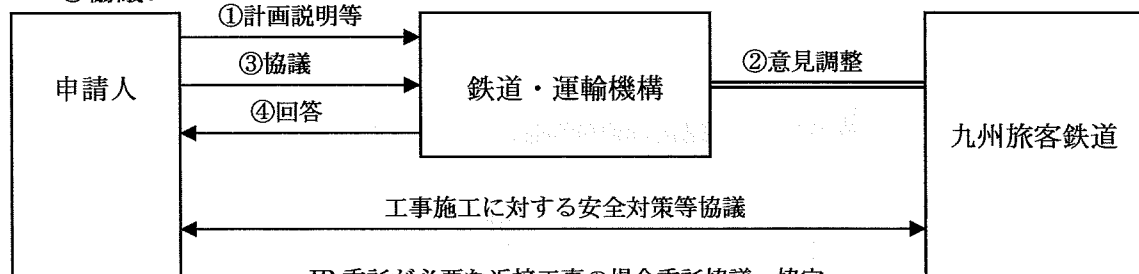 ①計画説明等
③協議
②意見調整
申請人
鉄道・運輸機構
④回答
九州旅客鉄道
工事施工に対する安全対策等協議